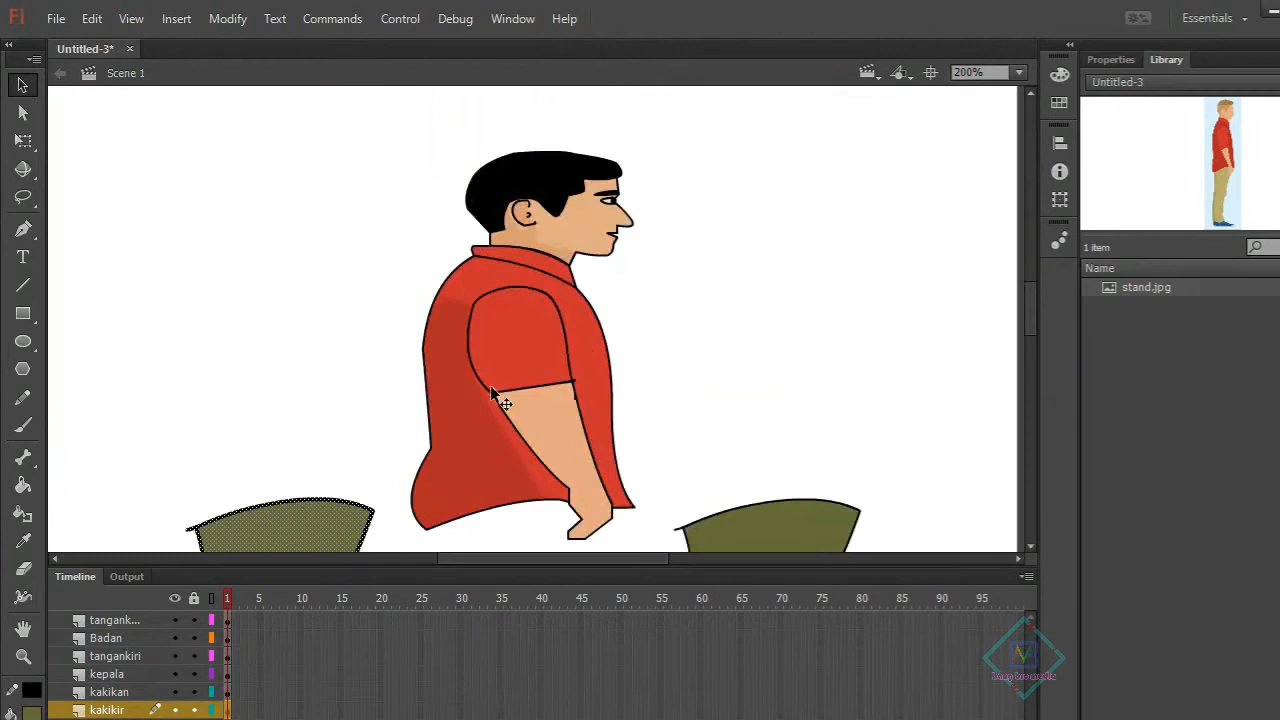 Fl File Edit View Insert Modify Text Commands Control Debug Window Help Essentials
Untitled-3* Properties Library
Scene 1 200% Untitled-3
1 item
Name
stand.jpg
Timeline Output
1 5 10 15 20 25 30 35 40 45 50 55 60 65 70 75 80 85 90 95
tangank...
Badan
tangankiri
kepala
kakikan
kakikir